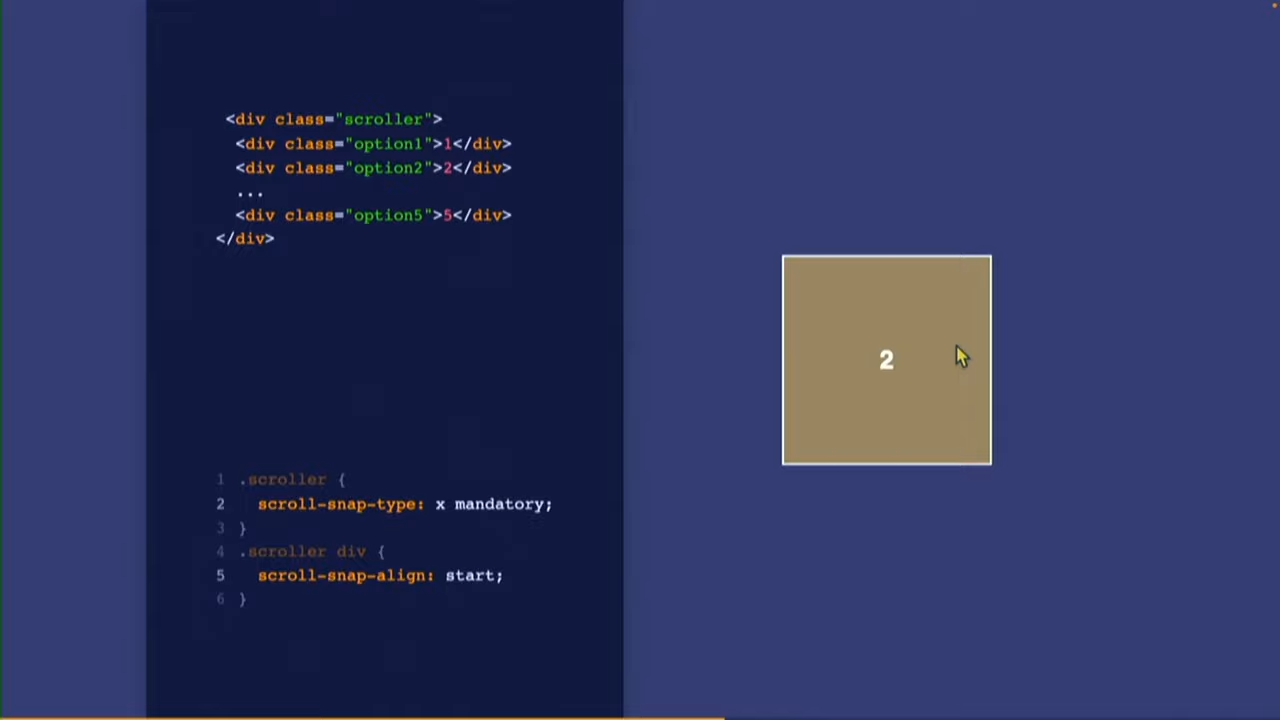 <div class="scroller">
<div class="option1">1</div>
<div class="option2">2</div>
...
<div class="option5">5</div>
</div>
2
1 .scroller {
2 scroll-snap-type: x mandatory;
3 }
4 .scroller div {
5 scroll-snap-align: start;
6 }